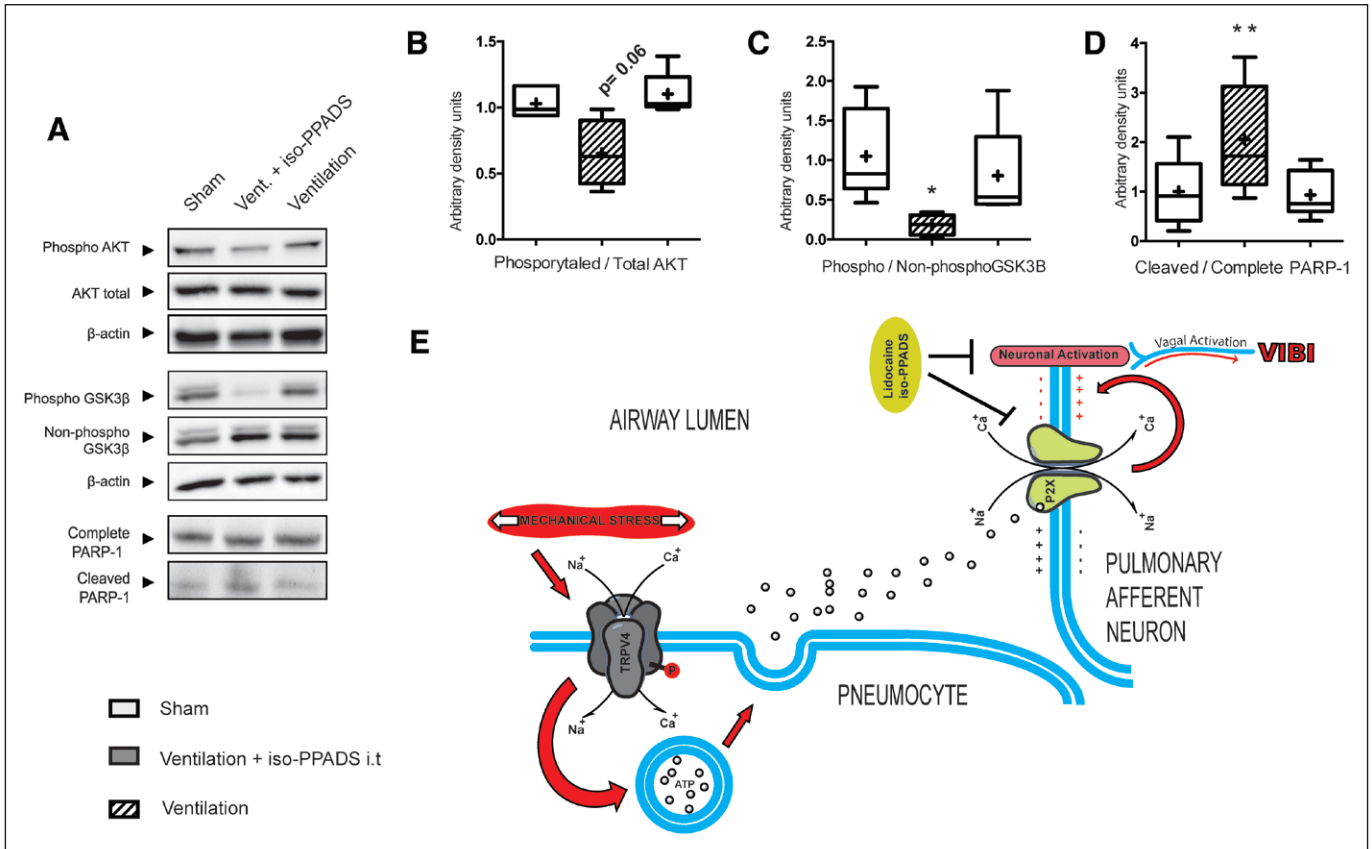 A
Sham
Vent. + iso-PPADS
Ventilation
Phospho AKT
AKT total
β-actin
Phospho GSK3β
Non-phospho
GSK3β
β-actin
Complete
PARP-1
Cleaved
PARP-1
Sham
Ventilation + iso-PPADS i.t
Ventilation
B
Arbitrary density units
1.5
1.0
0.5
0.0
p= 0.06
Phosporytaled / Total AKT
C
Arbitrary density units
2.5
2.0
1.5
1.0
0.5
0.0
*
Phospho / Non-phosphoGSK3B
D
Arbitrary density units
4
3
2
1
0
* *
Cleaved / Complete PARP-1
E
AIRWAY LUMEN
Lidocaine
iso-PPADS
Neuronal Activation
Vagal Activation
VIBI
- - - -
+ + + +
Ca+
Ca+
P2X
Na+
Na+
+ + + +
- - - -
PULMONARY
AFFERENT
NEURON
MECHANICAL STRESS
Na+
Ca+
TRPV4
P
Na+
Ca+
ATP
PNEUMOCYTE